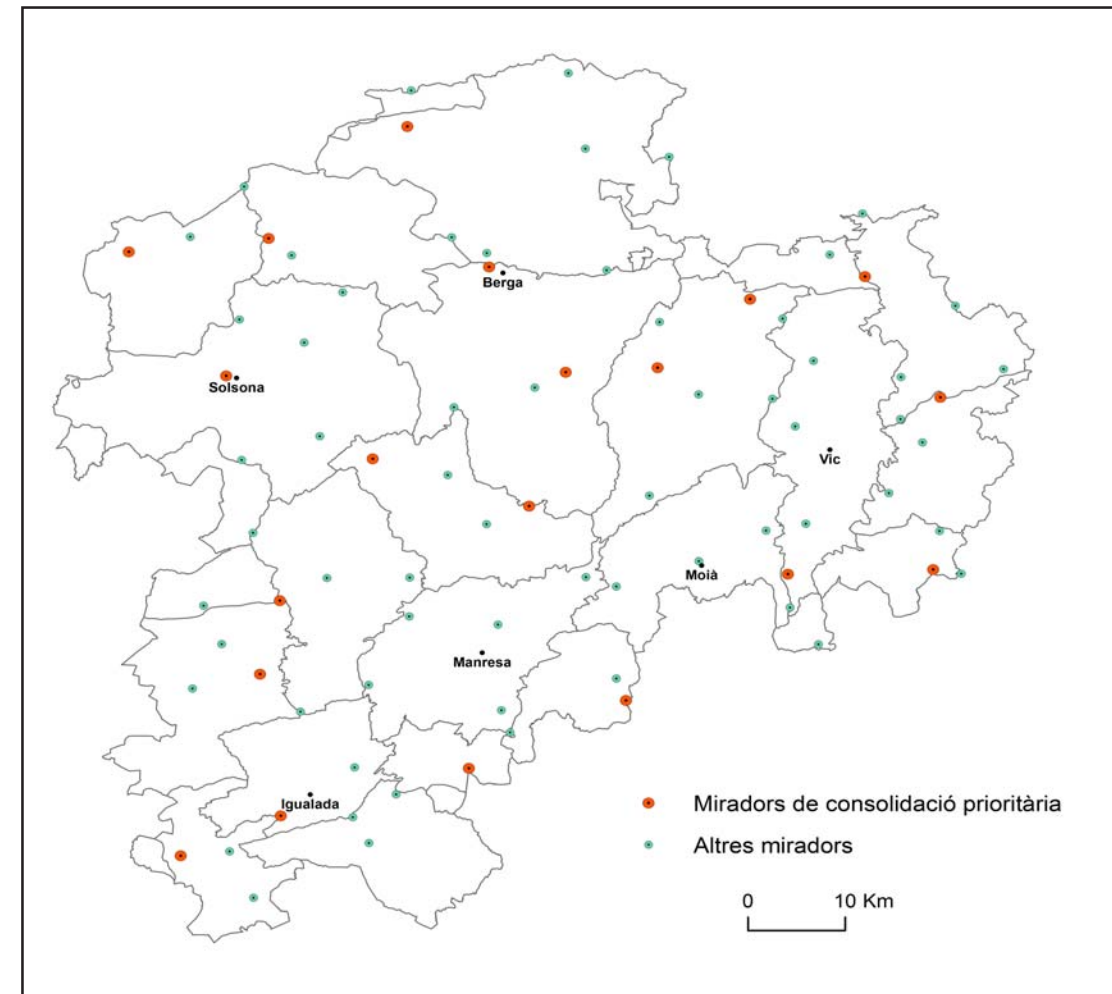 Berga
Solsona
Vic
Moià
Manresa
Igualada
Miradors de consolidació prioritària
Altres miradors
0 10 Km